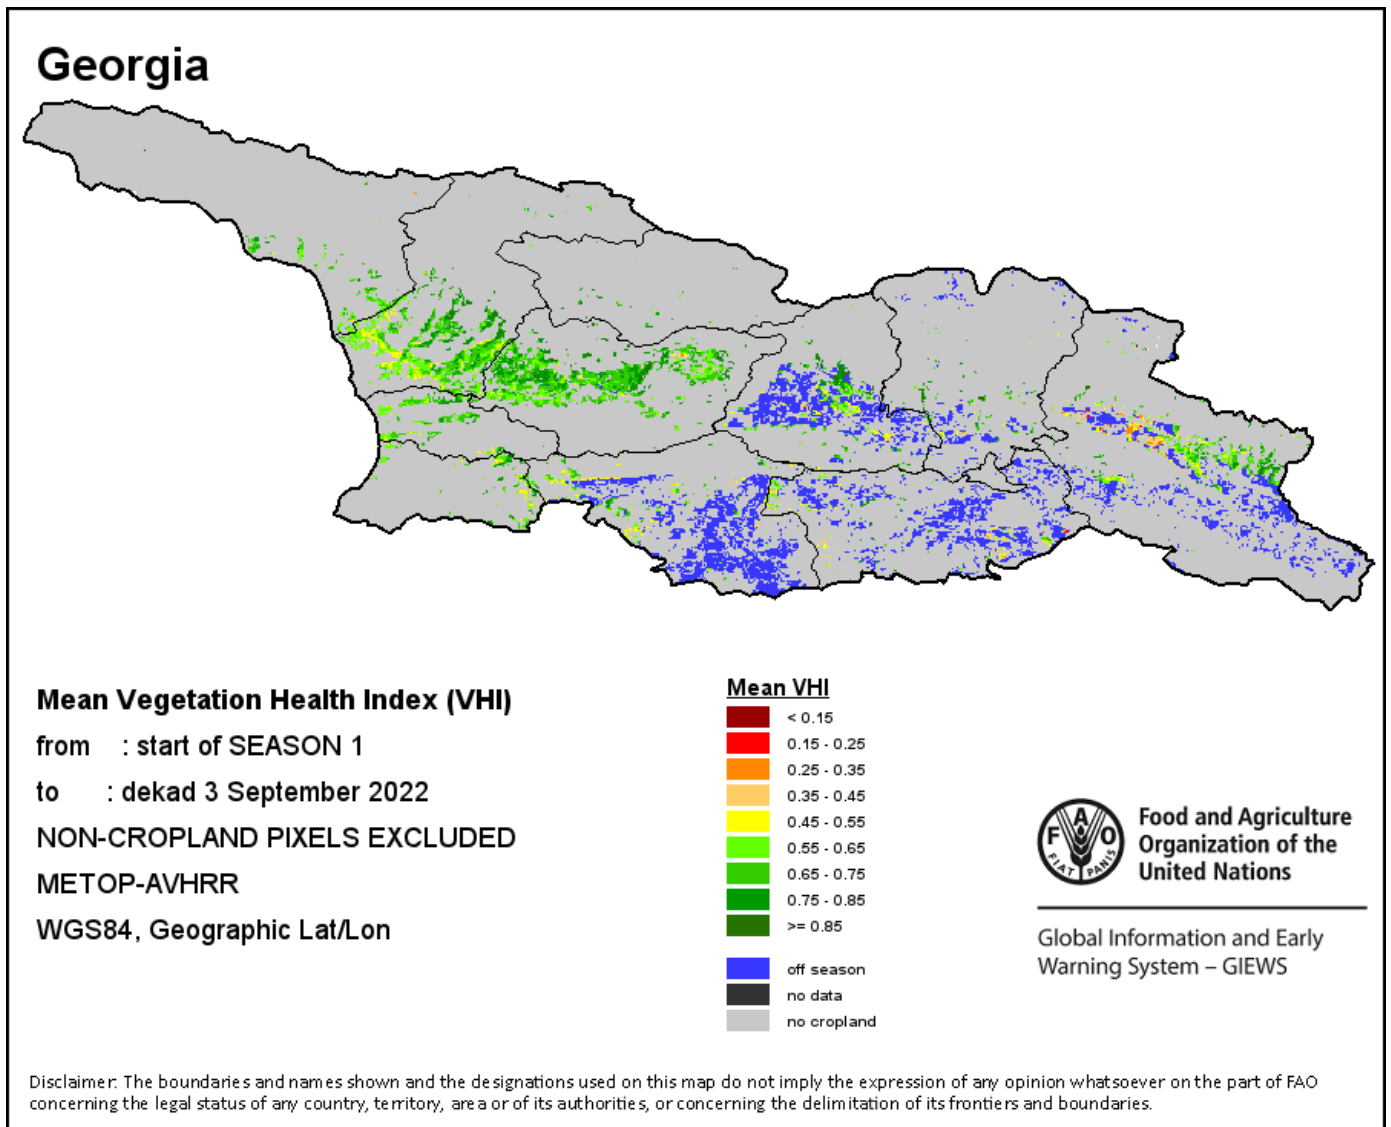 Georgia
Mean Vegetation Health Index (VHI)
from : start of SEASON 1
to : dekad 3 September 2022
NON-CROPLAND PIXELS EXCLUDED
METOP-AVHRR
WGS84, Geographic Lat/Lon
Mean VHI
< 0.15
0.15 - 0.25
0.25 - 0.35
0.35 - 0.45
0.45 - 0.55
0.55 - 0.65
0.65 - 0.75
0.75 - 0.85
>= 0.85
off season
no data
no cropland
F A O
FIAT PANIS
Food and Agriculture
Organization of the
United Nations
Global Information and Early
Warning System – GIEWS
Disclaimer: The boundaries and names shown and the designations used on this map do not imply the expression of any opinion whatsoever on the part of FAO
concerning the legal status of any country, territory, area or of its authorities, or concerning the delimitation of its frontiers and boundaries.